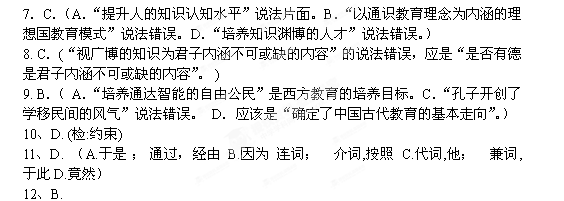 7．C.（A．“提升人的知识认知水平”说法片面。B．“以通识教育理念为内涵的理
想国教育模式”说法错误。D．“培养知识渊博的人才”说法错误。）
8. C.（“视广博的知识为君子内涵不可或缺的内容”的说法错误，应是“是否有德
是君子内涵不可或缺的内容”。）
9. B.（ A．“培养通达智能的自由公民”是西方教育的培养目标。C．“孔子开创了
学移民间的风气”说法错误。 D．应该是“确定了中国古代教育的基本走向”。）
10、D. (检:约束)
11、D. （A.于是 ； 通过，经由 B.因为 连词； 介词,按照 C.代词,他； 兼词,
于此 D.竟然）
12、B.